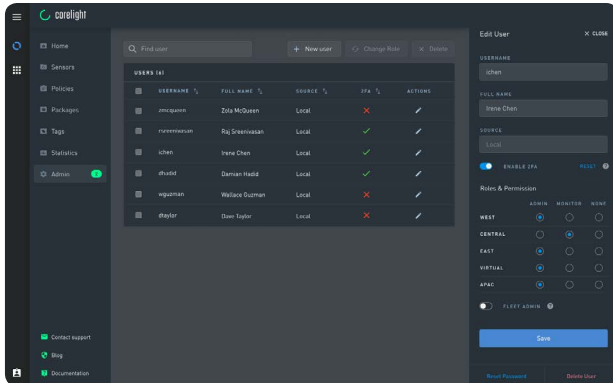 corelight
Home
Sensors
Policies
Packages
Tags
Statistics
Admin
Contact support
Blog
Documentation
Find user
+ New user
Change Role
× Delete
USERS (6)
USERNAME FULL NAME SOURCE 2FA ACTIONS
zmcqueen Zola McQueen Local
rsreenivasan Raj Sreenivasan Local
ichen Irene Chen Local
dhadid Damian Hadid Local
wguzman Wallace Guzman Local
dtaylor Dave Taylor Local
Edit User × CLOSE
USERNAME
ichen
FULL NAME
Irene Chen
SOURCE
Local
ENABLE 2FA RESET ?
Roles & Permission
ADMIN MONITOR NONE
WEST
CENTRAL
EAST
VIRTUAL
APAC
FLEET ADMIN ?
Save
Reset Password Delete User